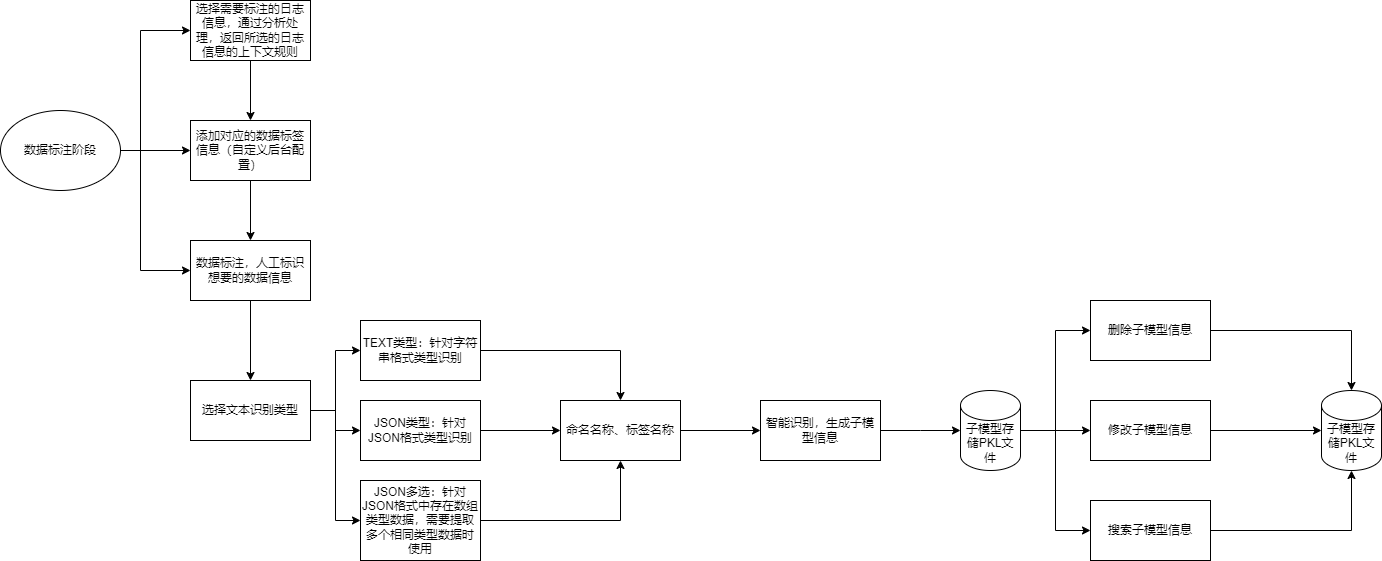 选择需要标注的日志
信息，通过分析处
理，返回所选的日志
信息的上下文规则
数据标注阶段
添加对应的数据标签
信息（自定义后台配
置）
数据标注，人工标识
想要的数据信息
选择文本识别类型
TEXT类型：针对字符
串格式类型识别
JSON类型：针对
JSON格式类型识别
JSON多选：针对
JSON格式中存在数组
类型数据，需要提取
多个相同类型数据时
使用
命名名称、标签名称
智能识别，生成子模
型信息
子模型存
储PKL文
件
删除子模型信息
修改子模型信息
搜索子模型信息
子模型存
储PKL文
件